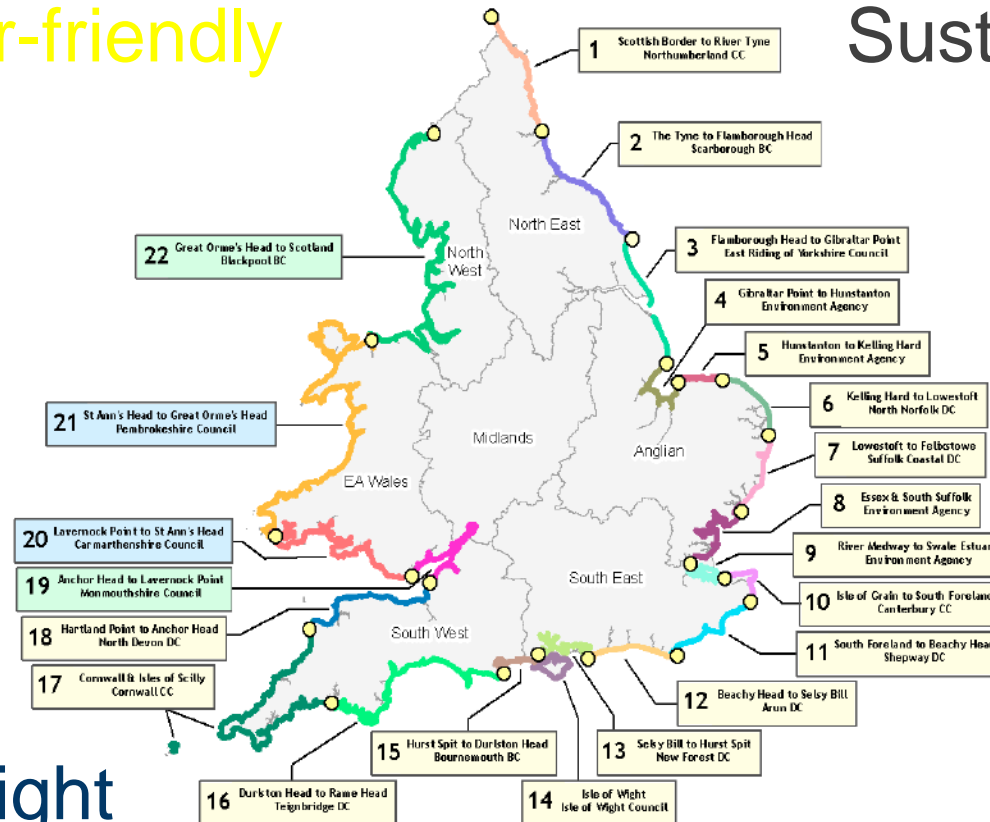 r-friendly
Sust
1 Scottish Border to River Tyne
Northumberland CC
2 The Tyne to Flamborough Head
Scarborough BC
North East
22 Great Orme's Head to Scotland
Blackpool BC
North
West
3 Flamborough Head to Gibraltar Point
East Riding of Yorkshire Council
4 Gibraltar Point to Hunstanton
Environment Agency
5 Hunstanton to Kelling Hard
Environment Agency
6 Kelling Hard to Lowestoft
North Norfolk DC
21 St Ann's Head to Great Orme's Head
Pembrokeshire Council
Midlands
Anglian
7 Lowestoft to Felixstowe
Suffolk Coastal DC
EA Wales
8 Essex & South Suffolk
Environment Agency
20 Lavernock Point to St Ann's Head
Carmarthenshire Council
9 River Medway to Swale Estuar
Environment Agency
19 Anchor Head to Lavernock Point
Monmouthshire Council
South East
10 Isle of Grain to South Foreland
Canterbury CC
18 Hartland Point to Anchor Head
North Devon DC
South West
11 South Foreland to Beachy Head
Shepway DC
17 Cornwall & Isles of Scilly
Cornwall CC
12 Beachy Head to Selsy Bill
Arun DC
15 Hurst Spit to Durlston Head
Bournemouth BC
13 Selsy Bill to Hurst Spit
New Forest DC
16 Durlston Head to Rame Head
Teignbridge DC
14 Isle of Wight
Isle of Wight Council
ight